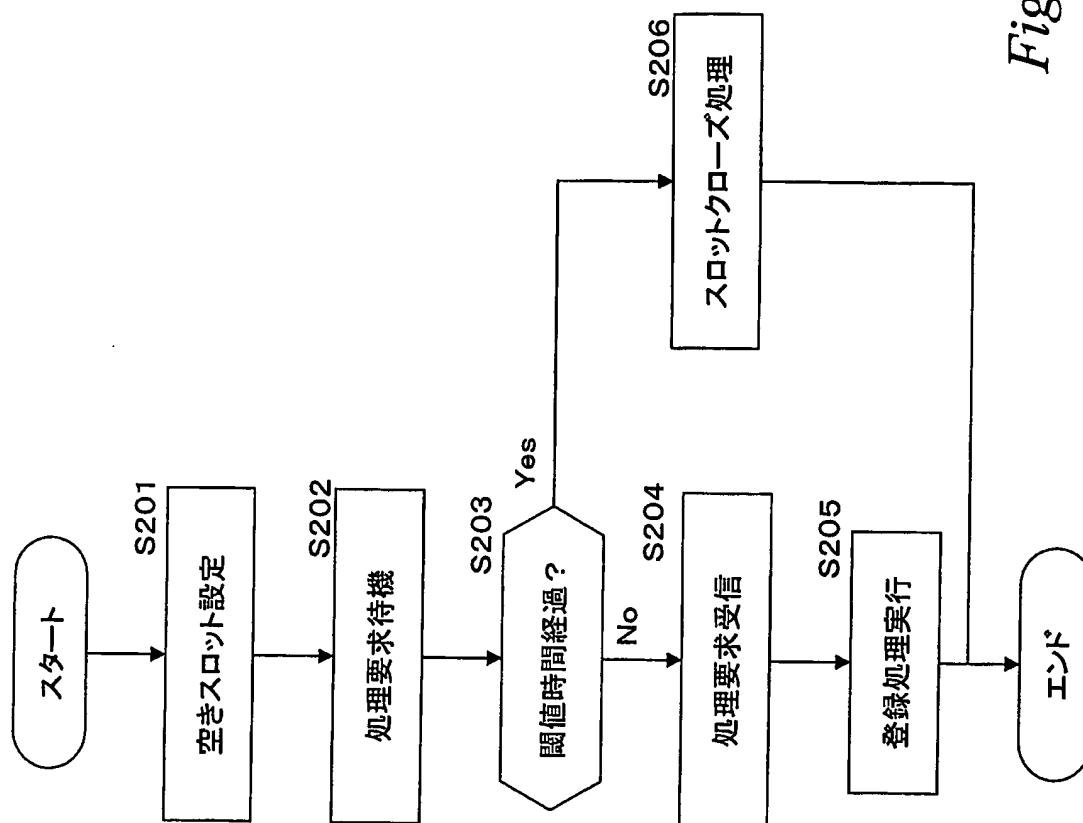 スタート
S201
空きスロット設定
S202
処理要求待機
S203
閾値時間経過?
Yes
No
S204
処理要求受信
S205
登録処理実行
S206
スロットクローズ処理
エンド
Fig